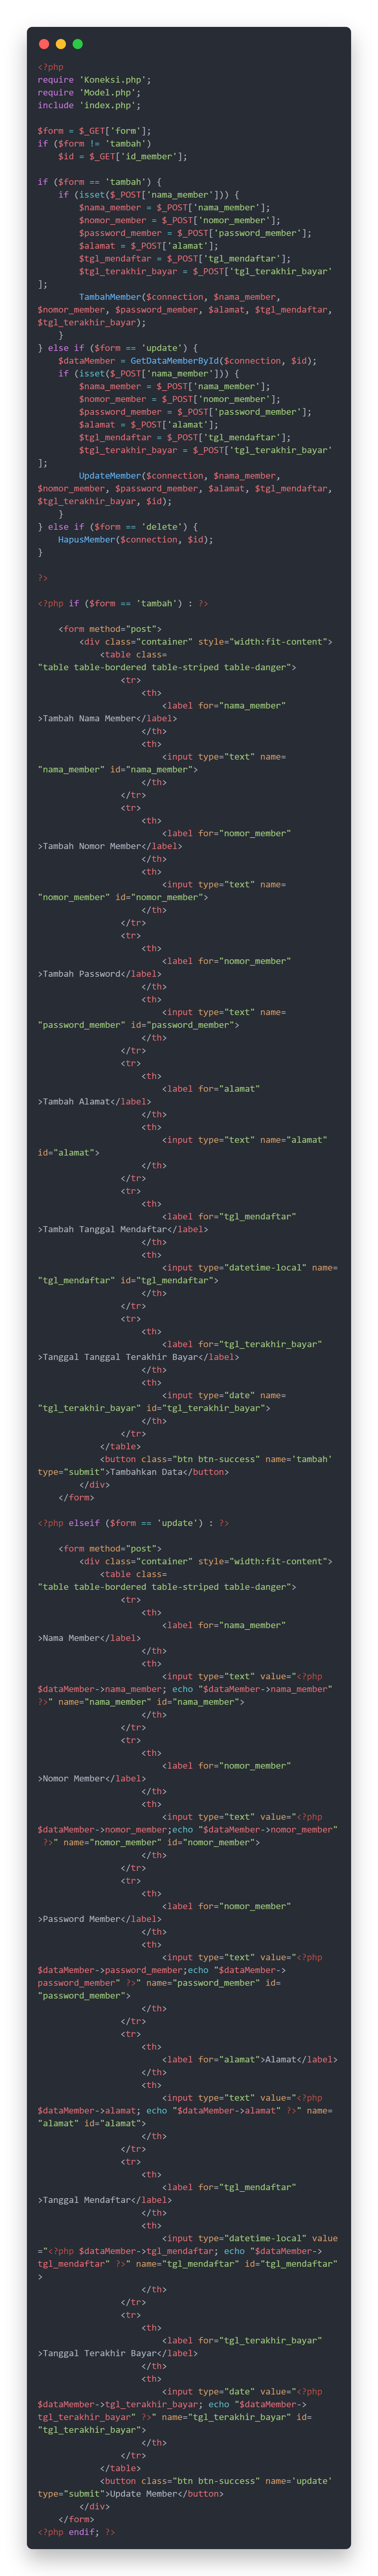 <?php
require 'Koneksi.php';
require 'Model.php';
include 'index.php';
$form = $_GET['form'];
if ($form != 'tambah')
    $id = $_GET['id_member'];
if ($form == 'tambah') {
    if (isset($_POST['nama_member'])) {
        $nama_member = $_POST['nama_member'];
        $nomor_member = $_POST['nomor_member'];
        $password_member = $_POST['password_member'];
        $alamat = $_POST['alamat'];
        $tgl_mendaftar = $_POST['tgl_mendaftar'];
        $tgl_terakhir_bayar = $_POST['tgl_terakhir_bayar'
];
        TambahMember($connection, $nama_member,
$nomor_member, $password_member, $alamat, $tgl_mendaftar,
$tgl_terakhir_bayar);
    }
} else if ($form == 'update') {
    $dataMember = GetDataMemberById($connection, $id);
    if (isset($_POST['nama_member'])) {
        $nama_member = $_POST['nama_member'];
        $nomor_member = $_POST['nomor_member'];
        $password_member = $_POST['password_member'];
        $alamat = $_POST['alamat'];
        $tgl_mendaftar = $_POST['tgl_mendaftar'];
        $tgl_terakhir_bayar = $_POST['tgl_terakhir_bayar'
];
        UpdateMember($connection, $nama_member,
$nomor_member, $password_member, $alamat, $tgl_mendaftar,
$tgl_terakhir_bayar, $id);
    }
} else if ($form == 'delete') {
    HapusMember($connection, $id);
}
?>
<?php if ($form == 'tambah') : ?>
    <form method="post">
        <div class="container" style="width:fit-content">
            <table class=
"table table-bordered table-striped table-danger">
                <tr>
                    <th>
                        <label for="nama_member"
>Tambah Nama Member</label>
                    </th>
                    <th>
                        <input type="text" name=
"nama_member" id="nama_member">
                    </th>
                </tr>
                <tr>
                    <th>
                        <label for="nomor_member"
>Tambah Nomor Member</label>
                    </th>
                    <th>
                        <input type="text" name=
"nomor_member" id="nomor_member">
                    </th>
                </tr>
                <tr>
                    <th>
                        <label for="nomor_member"
>Tambah Password</label>
                    </th>
                    <th>
                        <input type="text" name=
"password_member" id="password_member">
                    </th>
                </tr>
                <tr>
                    <th>
                        <label for="alamat"
>Tambah Alamat</label>
                    </th>
                    <th>
                        <input type="text" name="alamat"
id="alamat">
                    </th>
                </tr>
                <tr>
                    <th>
                        <label for="tgl_mendaftar"
>Tambah Tanggal Mendaftar</label>
                    </th>
                    <th>
                        <input type="datetime-local" name=
"tgl_mendaftar" id="tgl_mendaftar">
                    </th>
                </tr>
                <tr>
                    <th>
                        <label for="tgl_terakhir_bayar"
>Tanggal Tanggal Terakhir Bayar</label>
                    </th>
                    <th>
                        <input type="date" name=
"tgl_terakhir_bayar" id="tgl_terakhir_bayar">
                    </th>
                </tr>
            </table>
            <button class="btn btn-success" name='tambah'
type="submit">Tambahkan Data</button>
        </div>
    </form>
<?php elseif ($form == 'update') : ?>
    <form method="post">
        <div class="container" style="width:fit-content">
            <table class=
"table table-bordered table-striped table-danger">
                <tr>
                    <th>
                        <label for="nama_member"
>Nama Member</label>
                    </th>
                    <th>
                        <input type="text" value="<?php
$dataMember->nama_member; echo "$dataMember->nama_member"
?>" name="nama_member" id="nama_member">
                    </th>
                </tr>
                <tr>
                    <th>
                        <label for="nomor_member"
>Nomor Member</label>
                    </th>
                    <th>
                        <input type="text" value="<?php
$dataMember->nomor_member;echo "$dataMember->nomor_member"
 ?>" name="nomor_member" id="nomor_member">
                    </th>
                </tr>
                <tr>
                    <th>
                        <label for="nomor_member"
>Password Member</label>
                    </th>
                    <th>
                        <input type="text" value="<?php
$dataMember->password_member;echo "$dataMember->
password_member" ?>" name="password_member" id=
"password_member">
                    </th>
                </tr>
                <tr>
                    <th>
                        <label for="alamat">Alamat</label>
                    </th>
                    <th>
                        <input type="text" value="<?php
$dataMember->alamat; echo "$dataMember->alamat" ?>" name=
"alamat" id="alamat">
                    </th>
                </tr>
                <tr>
                    <th>
                        <label for="tgl_mendaftar"
>Tanggal Mendaftar</label>
                    </th>
                    <th>
                        <input type="datetime-local" value
="<?php $dataMember->tgl_mendaftar; echo "$dataMember->
tgl_mendaftar" ?>" name="tgl_mendaftar" id="tgl_mendaftar"
>
                    </th>
                </tr>
                <tr>
                    <th>
                        <label for="tgl_terakhir_bayar"
>Tanggal Terakhir Bayar</label>
                    </th>
                    <th>
                        <input type="date" value="<?php
$dataMember->tgl_terakhir_bayar; echo "$dataMember->
tgl_terakhir_bayar" ?>" name="tgl_terakhir_bayar" id=
"tgl_terakhir_bayar">
                    </th>
                </tr>
            </table>
            <button class="btn btn-success" name='update'
type="submit">Update Member</button>
        </div>
    </form>
<?php endif; ?>